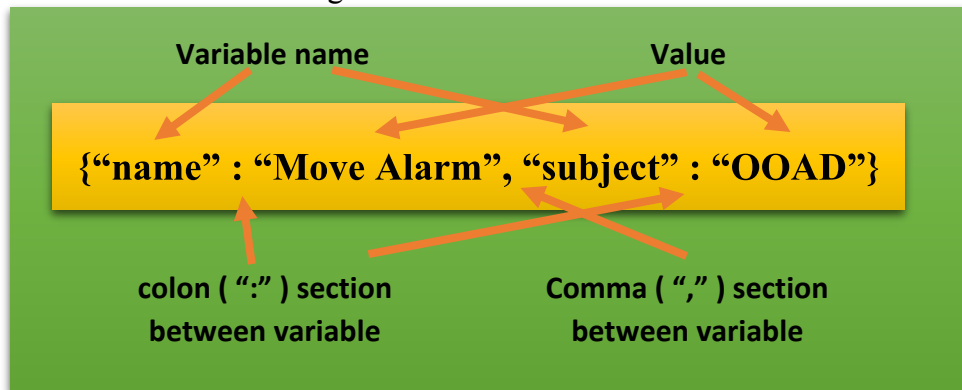 Variable name
Value
{“name” : “Move Alarm”, “subject” : “OOAD”}
colon ( “:” ) section
between variable
Comma ( “,” ) section
between variable